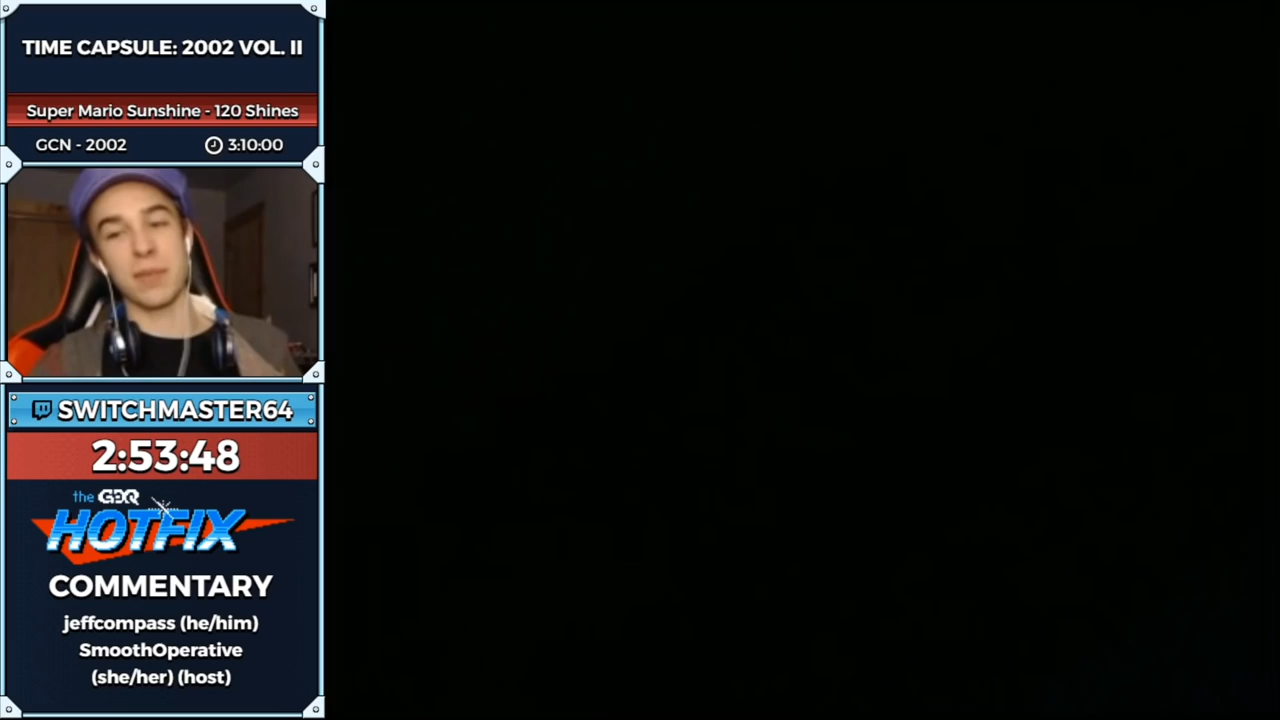 TIME CAPSULE: 2002 VOL. II
Super Mario Sunshine - 120 Shines
GCN - 2002 3:10:00
SWITCHMASTER64
2:53:48
the GDQ
HOTFIX
COMMENTARY
jeffcompass (he/him)
SmoothOperative
(she/her) (host)